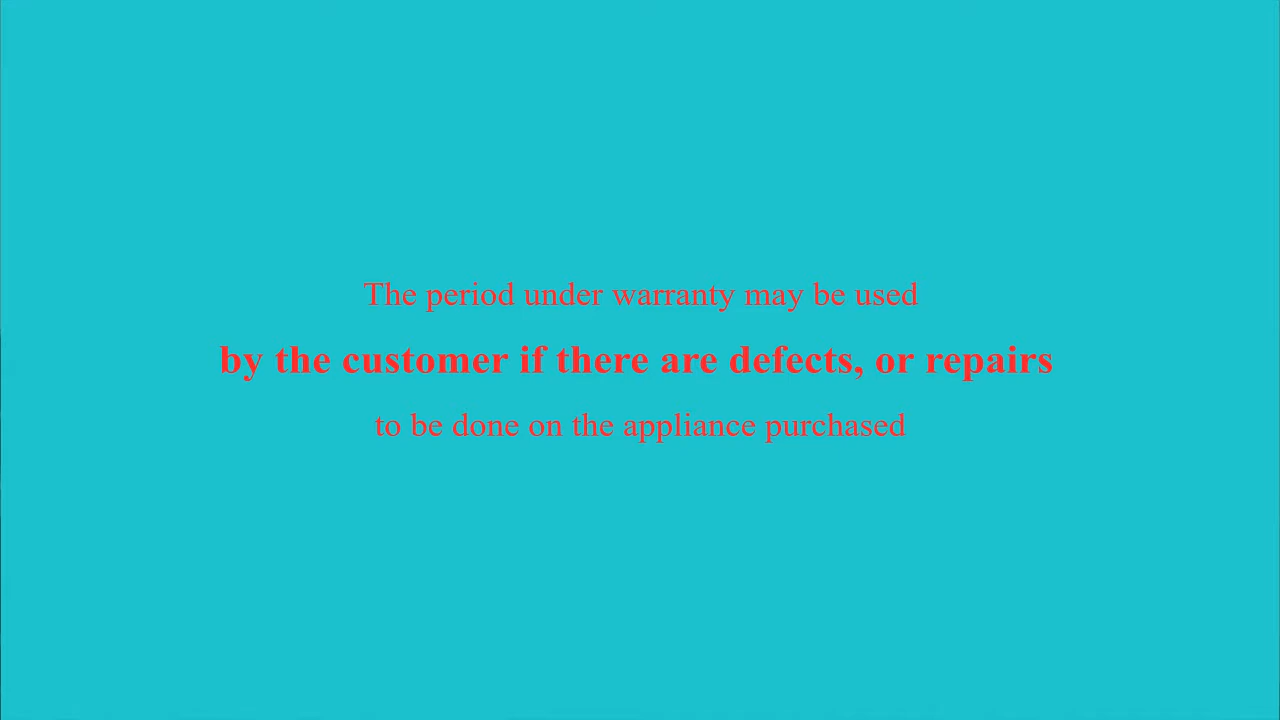 The period under warranty may be used
by the customer if there are defects, or repairs
to be done on the appliance purchased